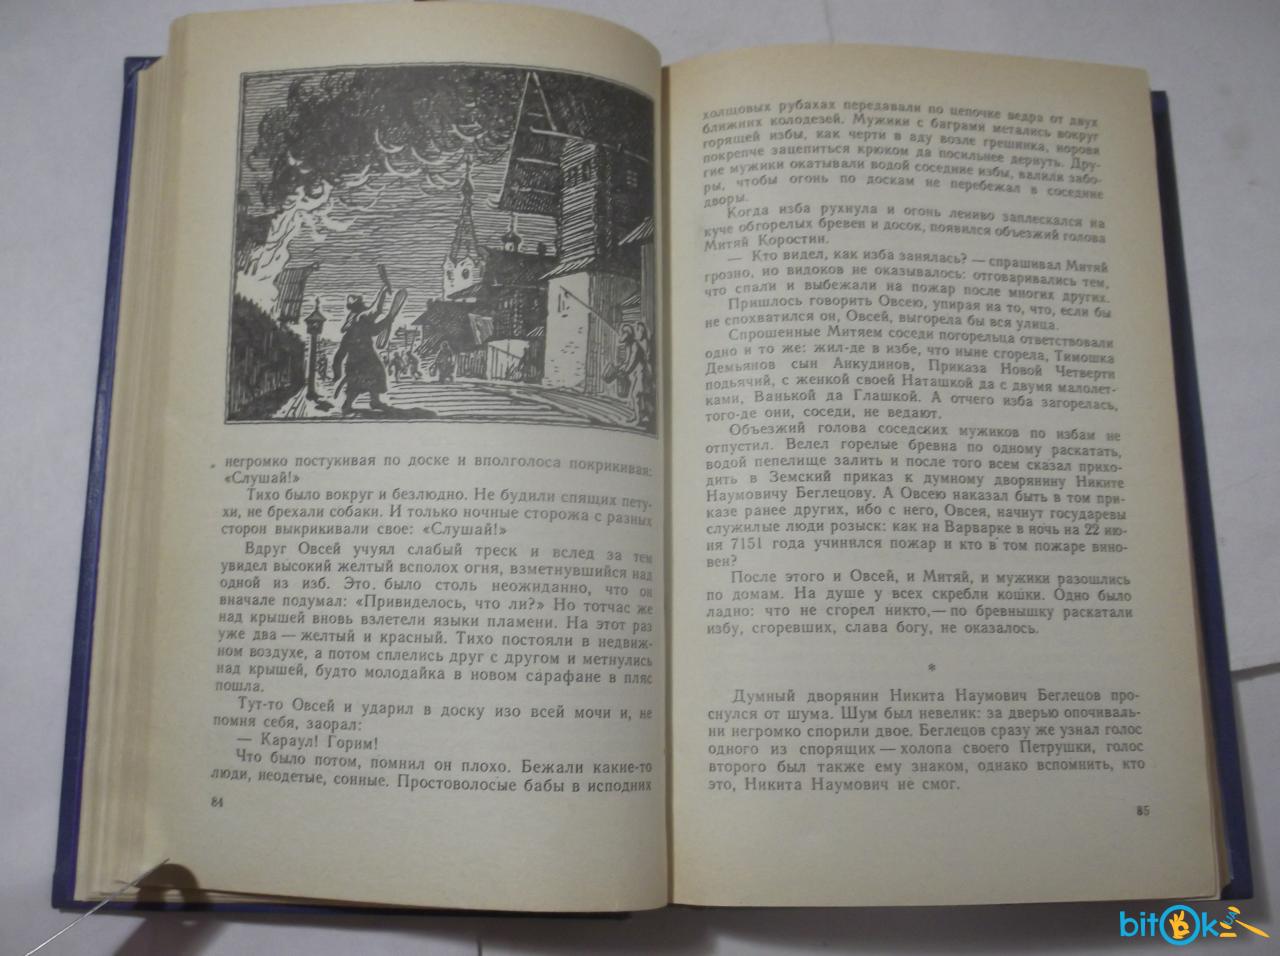 негромко постукивая по доске и вполголоса покрикивая:
«Слушай!»
Тихо было вокруг и безлюдно. Не будили спящих пету-
хи, не брехали собаки. И только ночные сторожа с разных
сторон выкрикивали свое: «Слушай!»
Вдруг Овсей учуял слабый треск и вслед за тем
увидел высокий желтый всполох огня, взметнувшийся над
одной из изб. Это было столь неожиданно, что он
вначале подумал: «Привиделось, что ли?» Но тотчас же
над крышей вновь взлетели языки пламени. На этот раз
уже два — желтый и красный. Тихо постояли в недвиж-
ном воздухе, а потом сплелись друг с другом и метнулись
над крышей, будто молодайка в новом сарафане в пляс
пошла.
Тут-то Овсей и ударил в доску изо всей мочи и, не
помня себя, заорал:
— Караул! Горим!
Что было потом, помнил он плохо. Бежали какие-то
люди, неодетые, сонные. Простоволосые бабы в исподних
84
холщовых рубахах передавали по цепочке ведра от двух
ближних колодезей. Мужики с баграми метались вокруг
горящей избы, как черти в аду возле грешника, норовя
покрепче зацепиться крюком да посильнее дернуть. Дру-
гие мужики окатывали водой соседние избы, валили забо-
ры, чтобы огонь по доскам не перебежал в соседние
дворы.
Когда изба рухнула и огонь лениво заплескался на
куче обгорелых бревен и досок, появился объезжий голова
Митяй Коростин.
— Кто видел, как изба занялась? — спрашивал Митяй
грозно, но видоков не оказывалось: отговаривались тем,
что спали и выбежали на пожар после многих других.
Пришлось говорить Овсею, упирая на то, что, если бы
не спохватился он, Овсей, выгорела бы вся улица.
Спрошенные Митяем соседи погорельца ответствовали
одно и то же: жил-де в избе, что ныне сгорела, Тимошка
Демьянов сын Анкудинов, Приказа Новой Четверти
подьячий, с женкой своей Наташкой да с двумя малолет-
ками, Ванькой да Глашкой. А отчего изба загорелась,
того-де они, соседи, не ведают.
Объезжий голова соседских мужиков по избам не
отпустил. Велел горелые бревна по одному раскатать,
водой пепелище залить и после того всем сказал прихо-
дить в Земский приказ к думному дворянину Никите
Наумовичу Беглецову. А Овсею наказал быть в том при-
казе ранее других, ибо с него, Овсея, начнут государевы
служилые люди розыск: как на Варварке в ночь на 22 ию-
ня 7151 года учинился пожар и кто в том пожаре вино-
вен?
После этого и Овсей, и Митяй, и мужики разошлись
по домам. На душе у всех скребли кошки. Одно было
ладно: что не сгорел никто, — по бревнышку раскатали
избу, сгоревших, слава богу, не оказалось.
*
Думный дворянин Никита Наумович Беглецов про-
снулся от шума. Шум был невелик: за дверью опочиваль-
ни негромко спорили двое. Беглецов сразу же узнал голос
одного из спорящих — холопа своего Петрушки, голос
второго был также ему знаком, однако вспомнить, кто
это, Никита Наумович не смог.
85
bitOk.UA